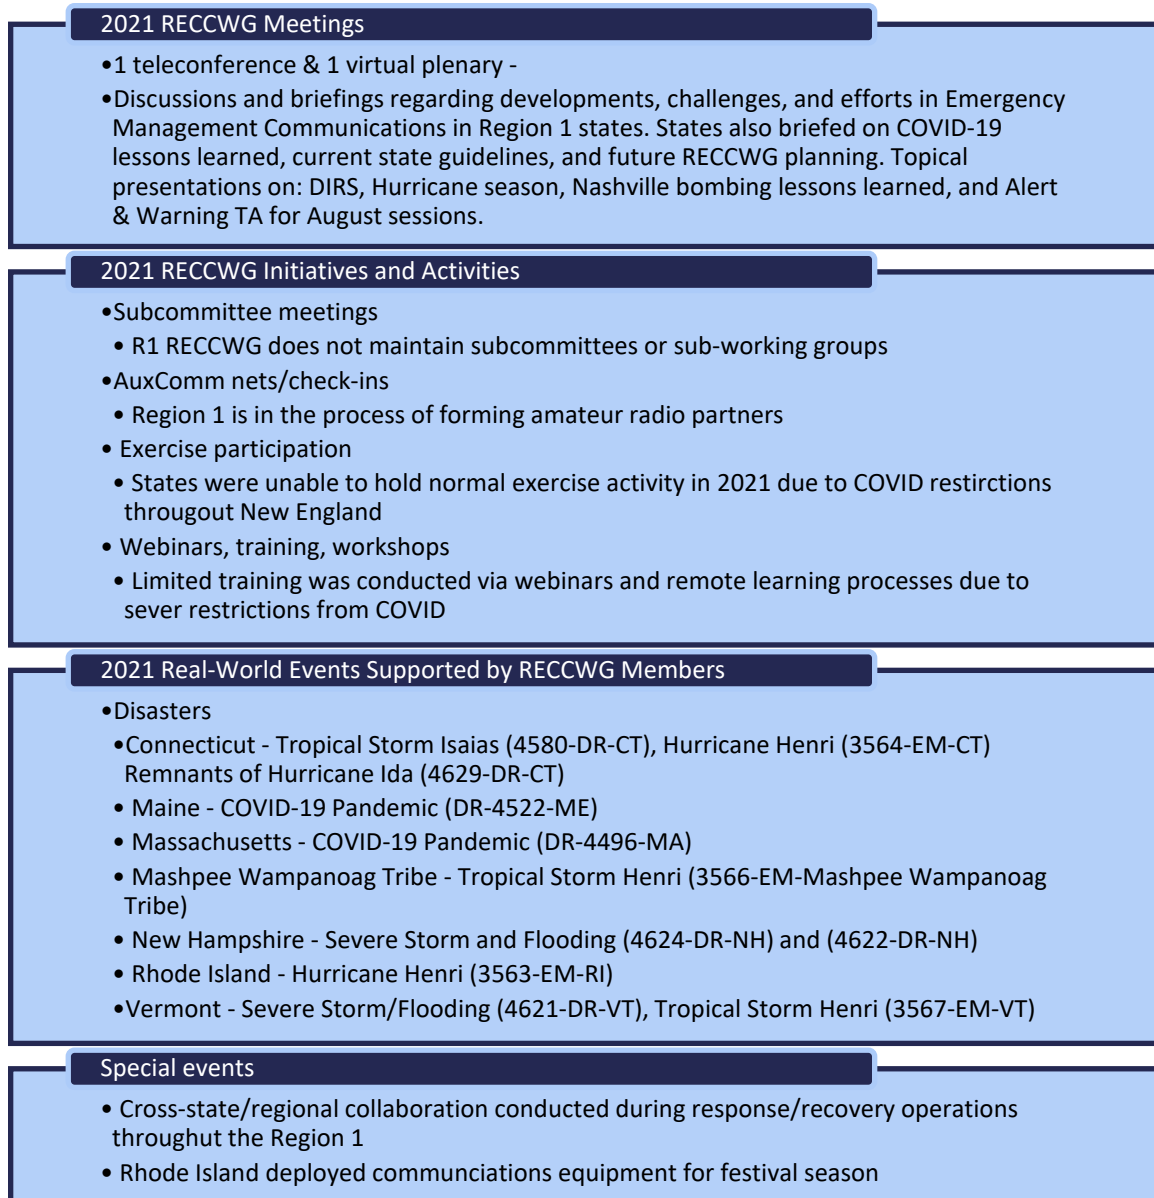 2021 RECCWG Meetings
•1 teleconference & 1 virtual plenary -
•Discussions and briefings regarding developments, challenges, and efforts in Emergency
Management Communications in Region 1 states. States also briefed on COVID-19
lessons learned, current state guidelines, and future RECCWG planning. Topical
presentations on: DIRS, Hurricane season, Nashville bombing lessons learned, and Alert
& Warning TA for August sessions.
2021 RECCWG Initiatives and Activities
•Subcommittee meetings
• R1 RECCWG does not maintain subcommittees or sub-working groups
•AuxComm nets/check-ins
• Region 1 is in the process of forming amateur radio partners
• Exercise participation
• States were unable to hold normal exercise activity in 2021 due to COVID restirctions
througout New England
• Webinars, training, workshops
• Limited training was conducted via webinars and remote learning processes due to
sever restrictions from COVID
2021 Real-World Events Supported by RECCWG Members
•Disasters
•Connecticut - Tropical Storm Isaias (4580-DR-CT), Hurricane Henri (3564-EM-CT)
Remnants of Hurricane Ida (4629-DR-CT)
• Maine - COVID-19 Pandemic (DR-4522-ME)
• Massachusetts - COVID-19 Pandemic (DR-4496-MA)
• Mashpee Wampanoag Tribe - Tropical Storm Henri (3566-EM-Mashpee Wampanoag
Tribe)
• New Hampshire - Severe Storm and Flooding (4624-DR-NH) and (4622-DR-NH)
• Rhode Island - Hurricane Henri (3563-EM-RI)
•Vermont - Severe Storm/Flooding (4621-DR-VT), Tropical Storm Henri (3567-EM-VT)
Special events
• Cross-state/regional collaboration conducted during response/recovery operations
throughut the Region 1
• Rhode Island deployed communciations equipment for festival season